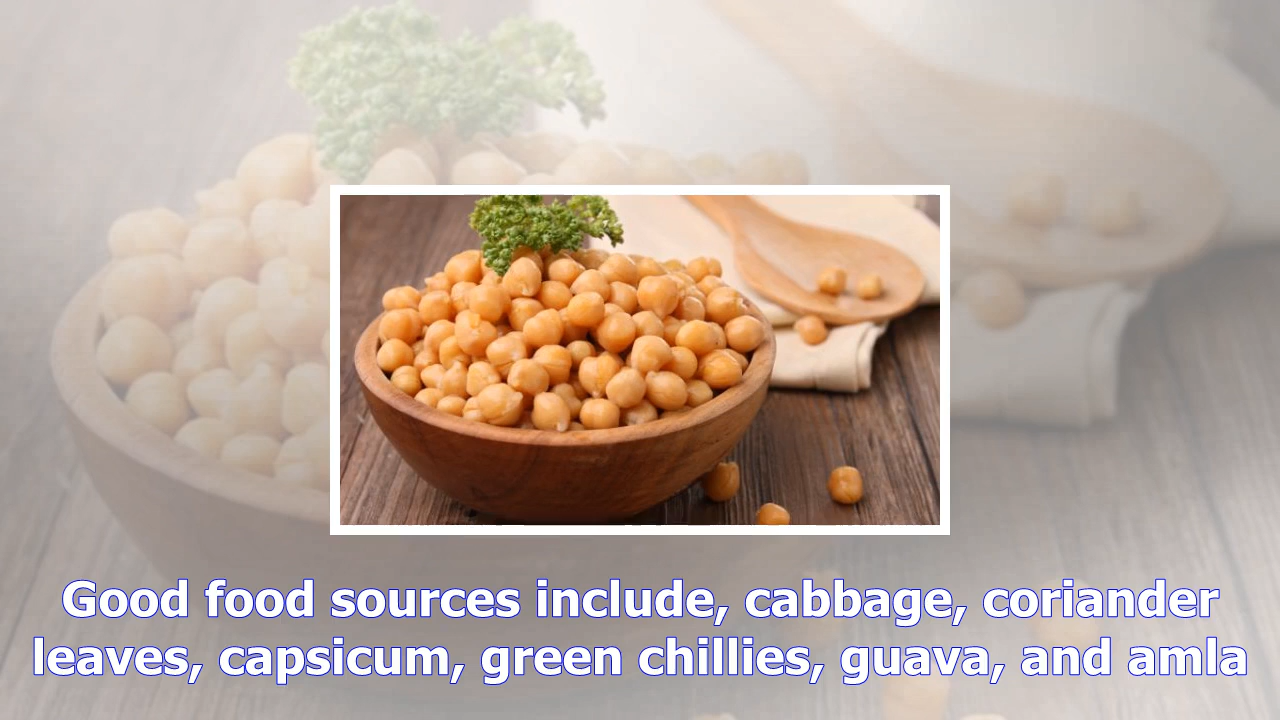 Good food sources include, cabbage, coriander
leaves, capsicum, green chillies, guava, and amla